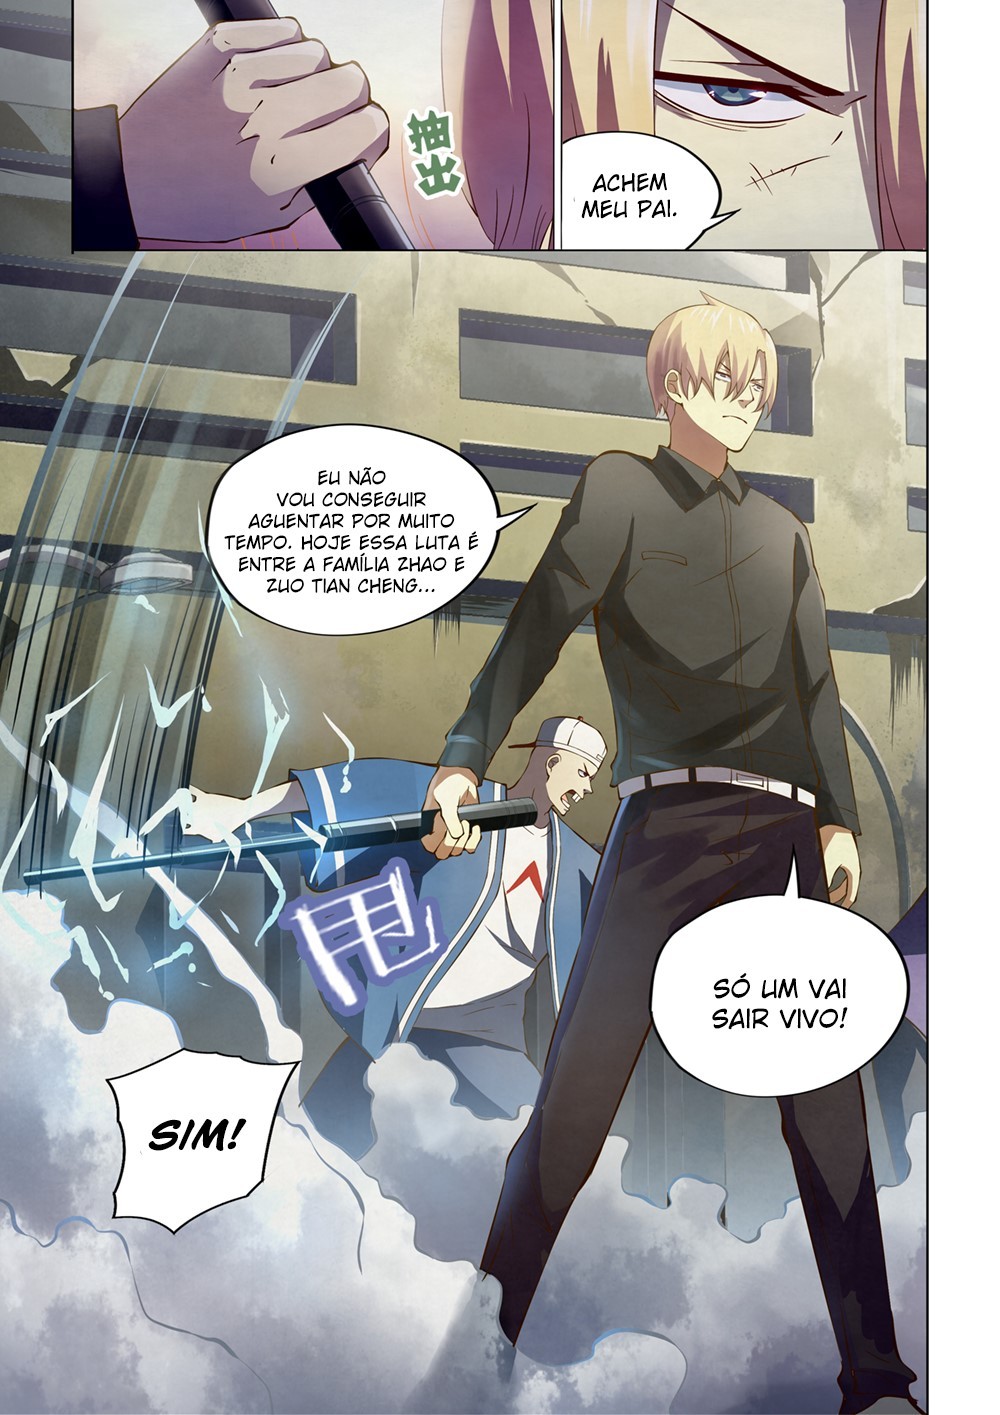 抽出
ACHEM
MEU PAI.
EU NÃO
VOU CONSEGUIR
AGUENTAR POR MUITO
TEMPO. HOJE ESSA LUTA É
ENTRE A FAMÍLIA ZHAO E
ZUO TIAN CHENG...
甩
SÓ UM VAI
SAIR VIVO!
SIM!